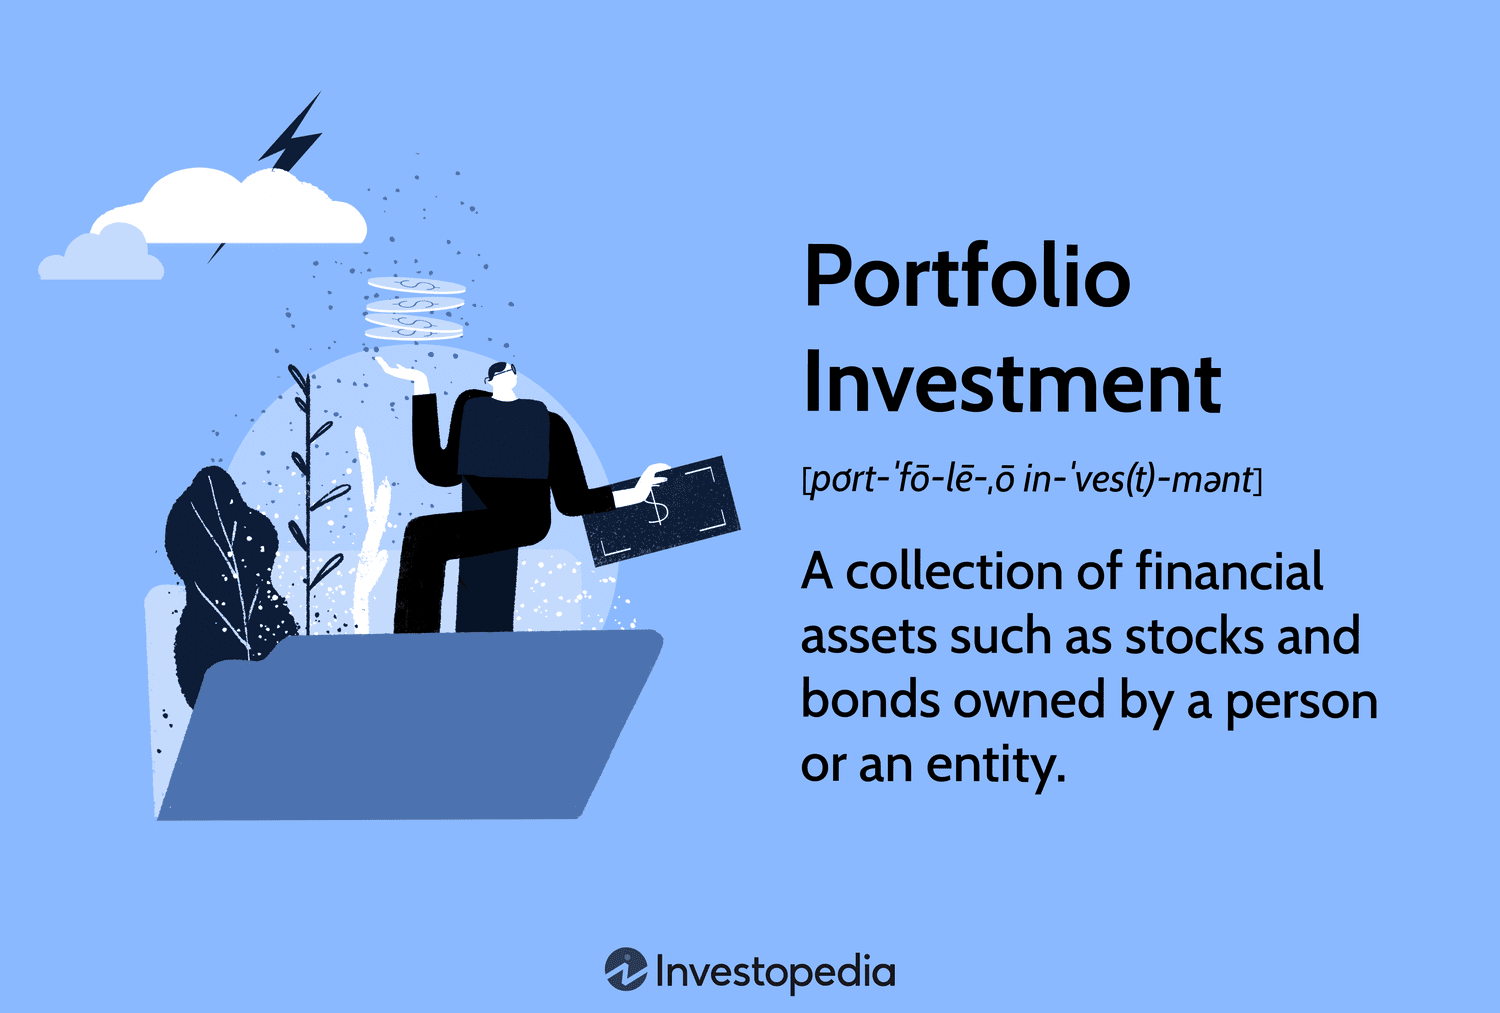 $
$
$
$
$
Portfolio
Investment
[pơrt-ˈfō-lē-ˌō in-ˈves(t)-mənt]
A collection of financial
assets such as stocks and
bonds owned by a person
or an entity.
Investopedia